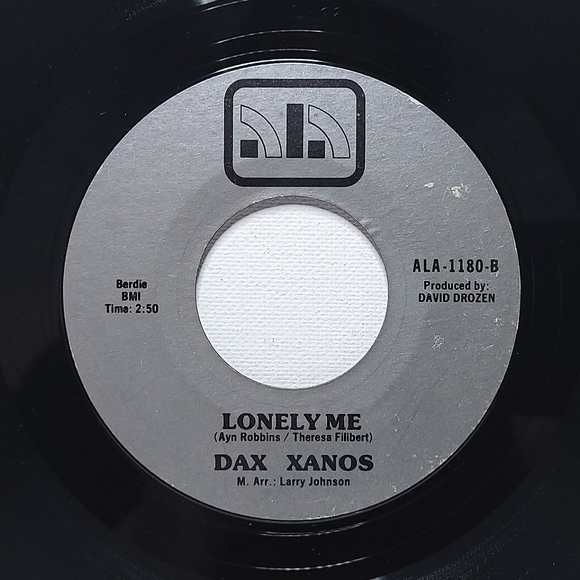 ALA-1180-B
Produced by:
DAVID DROZEN
Berdie
BMI
Time: 2:50
LONELY ME
(Ayn Robbins / Theresa Filibert)
DAX XANOS
M. Arr.: Larry Johnson